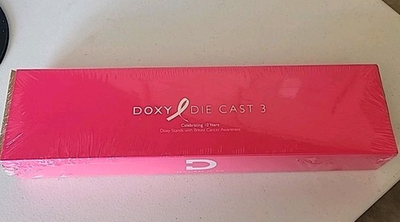 DOXY DIE CAST 3
Celebrating 10 Years
Doxy Stands with Breast Cancer Awareness